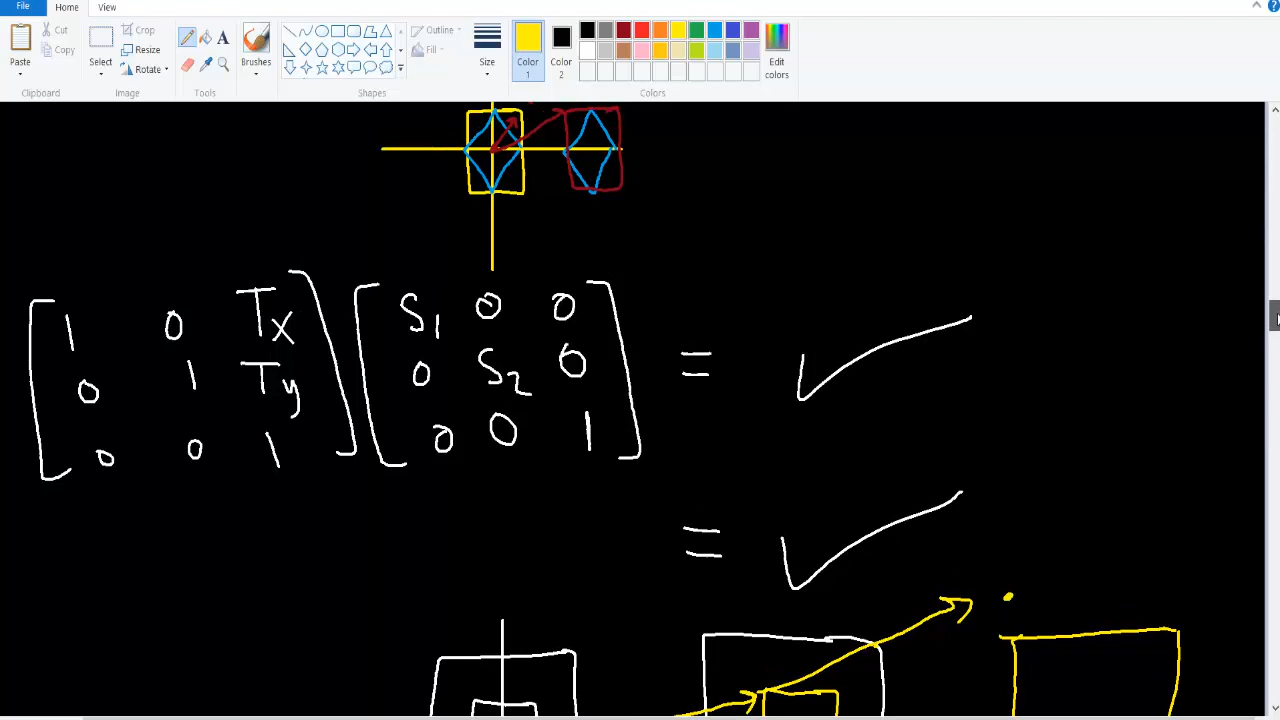 File Home View
Cut Copy Paste Clipboard
Crop Resize Rotate Select Image
Tools
Brushes
Shapes Outline Fill
Size
Color 1 Color 2 Edit colors Colors
1 0 Tx S1 0 0
0 1 Ty 0 S2 0 =
0 0 1 0 0 1
=